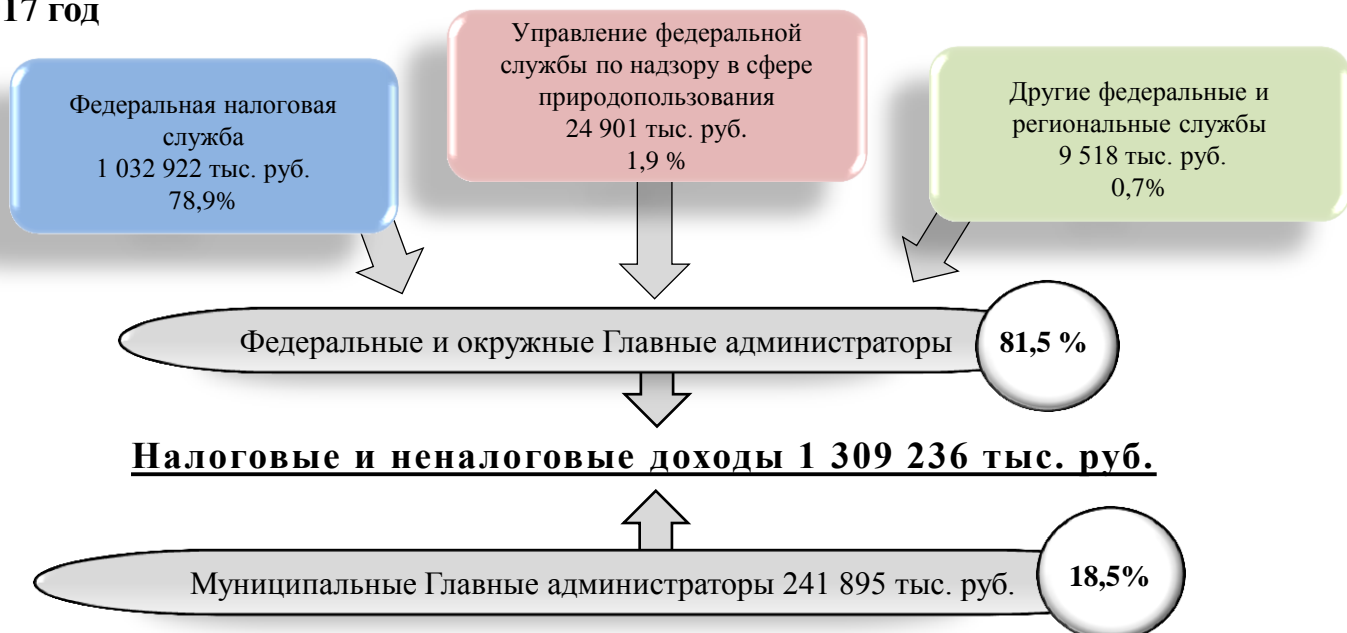 17 год
Федеральная налоговая
служба
1 032 922 тыс. руб.
78,9%
Управление федеральной
службы по надзору в сфере
природопользования
24 901 тыс. руб.
1,9 %
Другие федеральные и
региональные службы
9 518 тыс. руб.
0,7%
Федеральные и окружные Главные администраторы
81,5 %
Налоговые и неналоговые доходы 1 309 236 тыс. руб.
Муниципальные Главные администраторы 241 895 тыс. руб.
18,5%